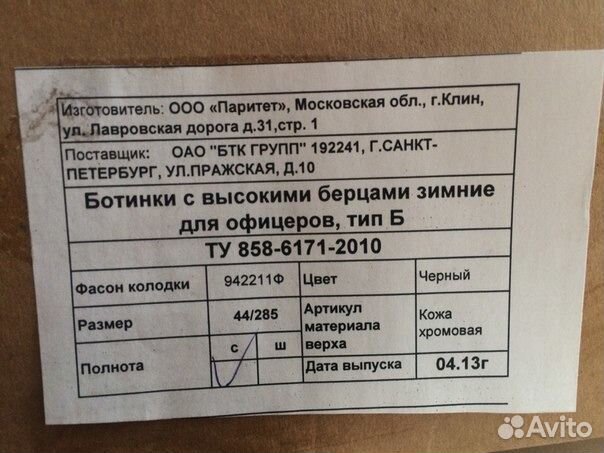 Изготовитель: ООО «Паритет», Московская обл., г.Клин,
ул. Лавровская дорога д.31,стр. 1
Поставщик: ОАО "БТК ГРУПП" 192241, Г.САНКТ-
ПЕТЕРБУРГ, УЛ.ПРАЖСКАЯ, Д.10
Ботинки с высокими берцами зимние
для офицеров, тип Б
ТУ 858-6171-2010
Фасон колодки 942211Ф Цвет Черный
Размер 44/285 Артикул материала верха Кожа хромовая
Полнота с ш Дата выпуска 04.13г
Avito